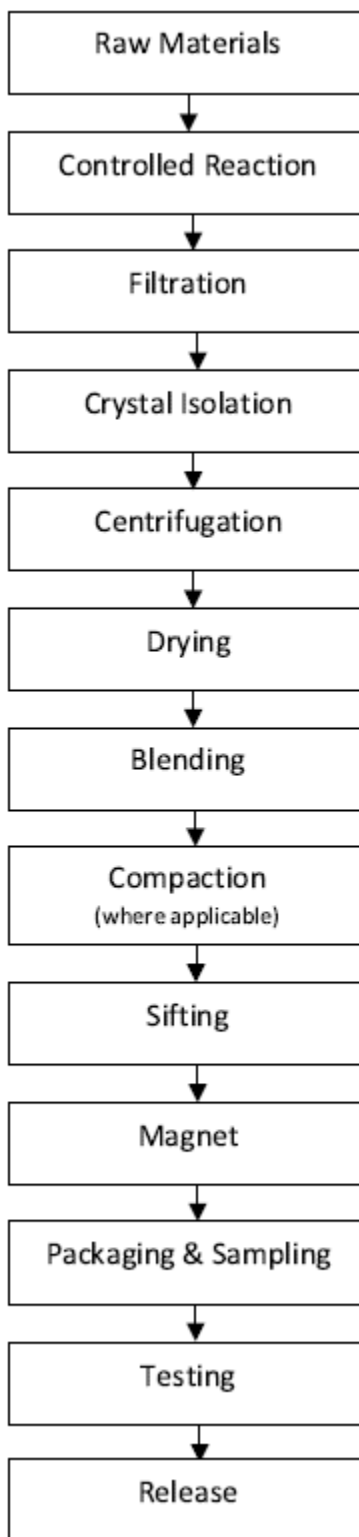 Raw Materials
Controlled Reaction
Filtration
Crystal Isolation
Centrifugation
Drying
Blending
Compaction
(where applicable)
Sifting
Magnet
Packaging & Sampling
Testing
Release